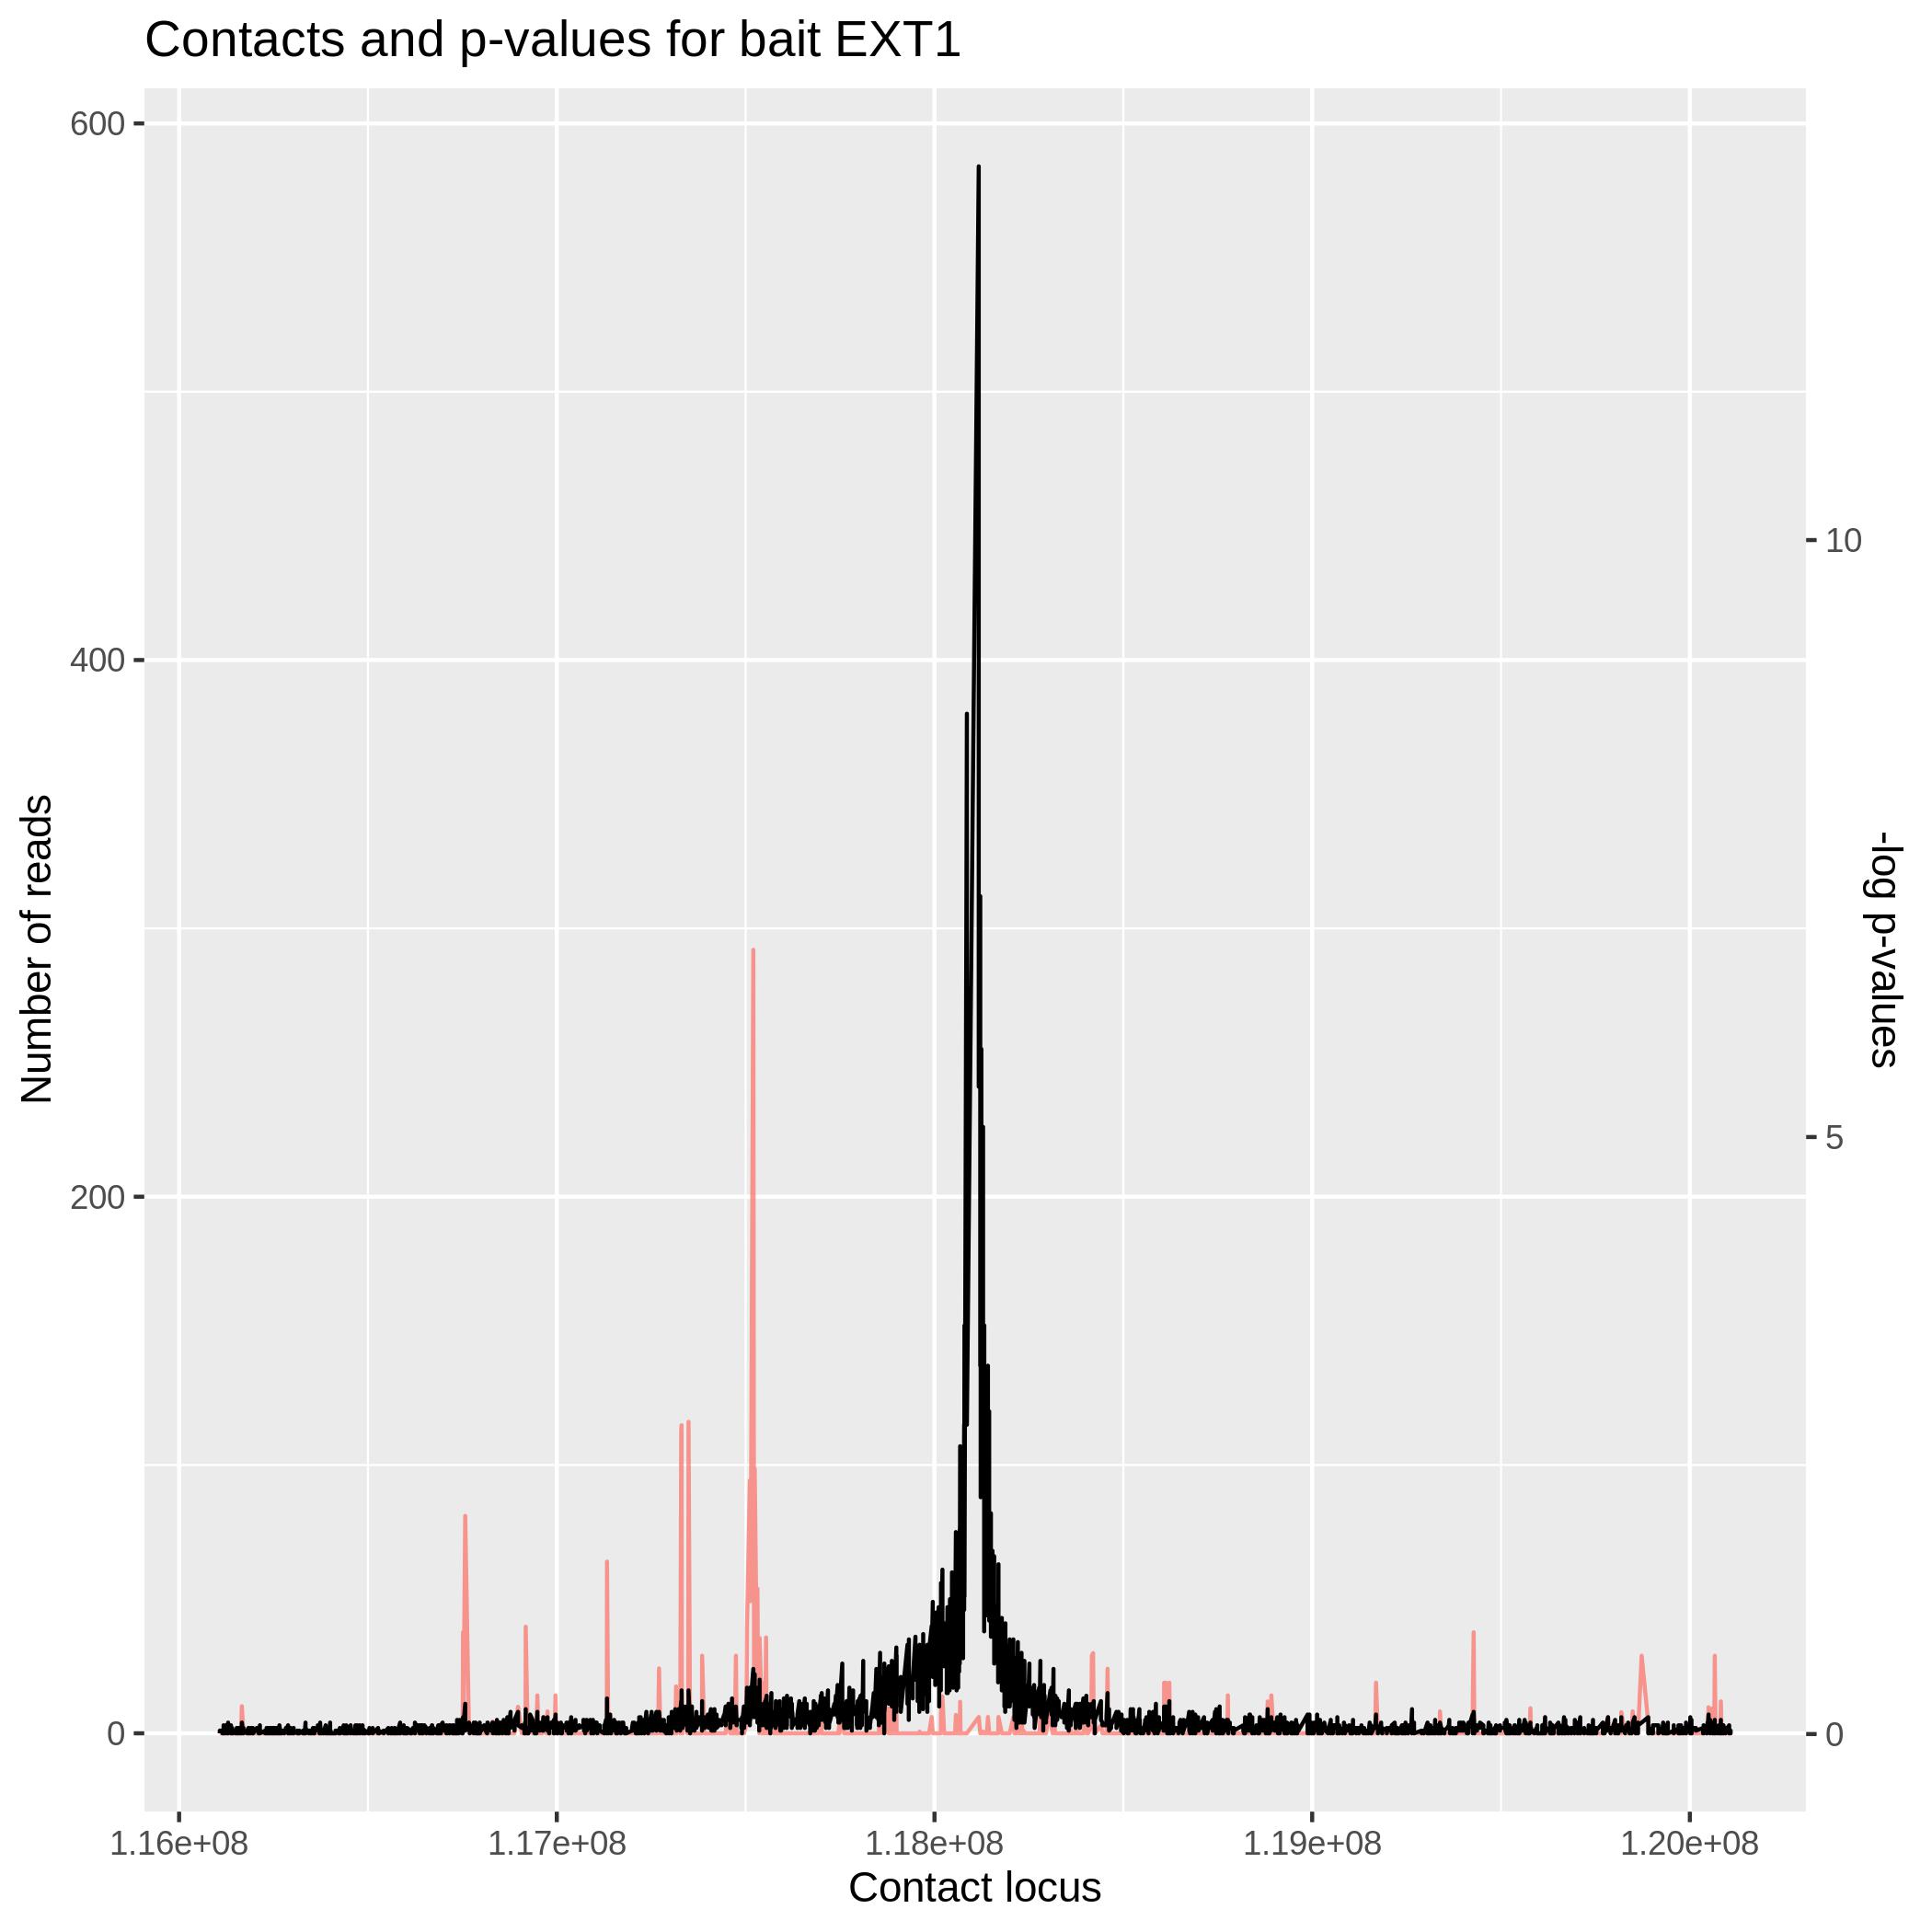 Contacts and p-values for bait EXT1
600
400
200
0
Number of reads
10
5
0
-log p-values
1.16e+08
1.17e+08
1.18e+08
1.19e+08
1.20e+08
Contact locus